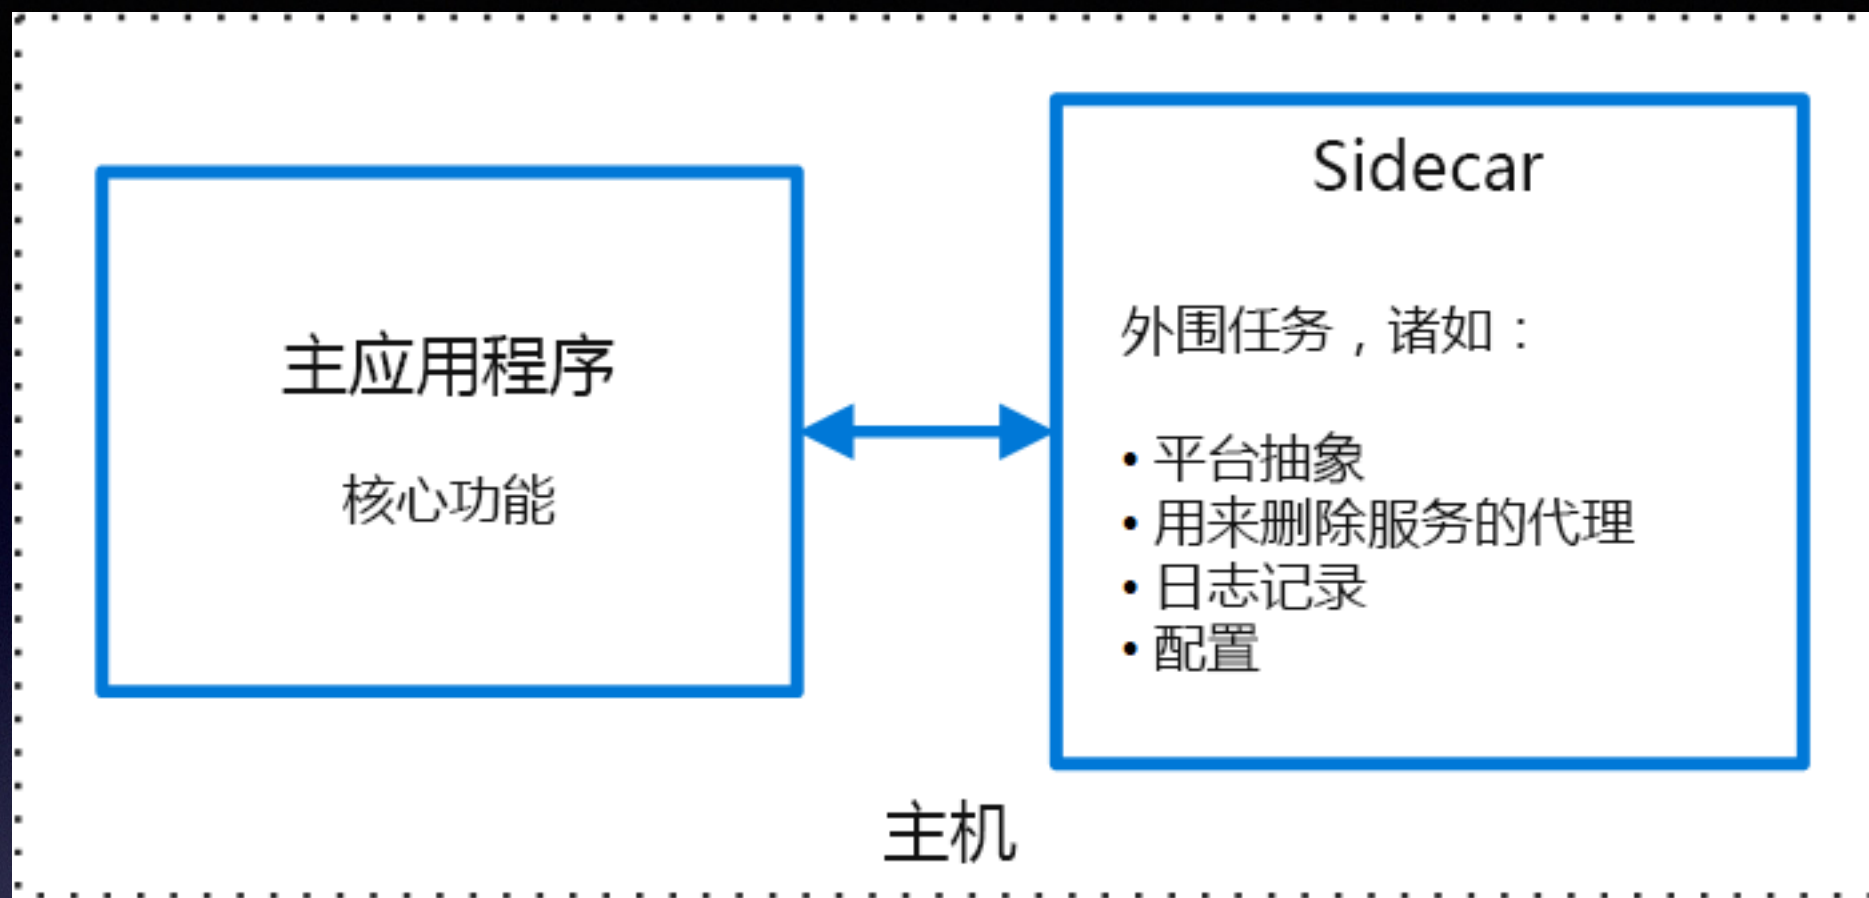 主应用程序
核心功能
Sidecar
外围任务，诸如：
• 平台抽象
• 用来删除服务的代理
• 日志记录
• 配置
主机